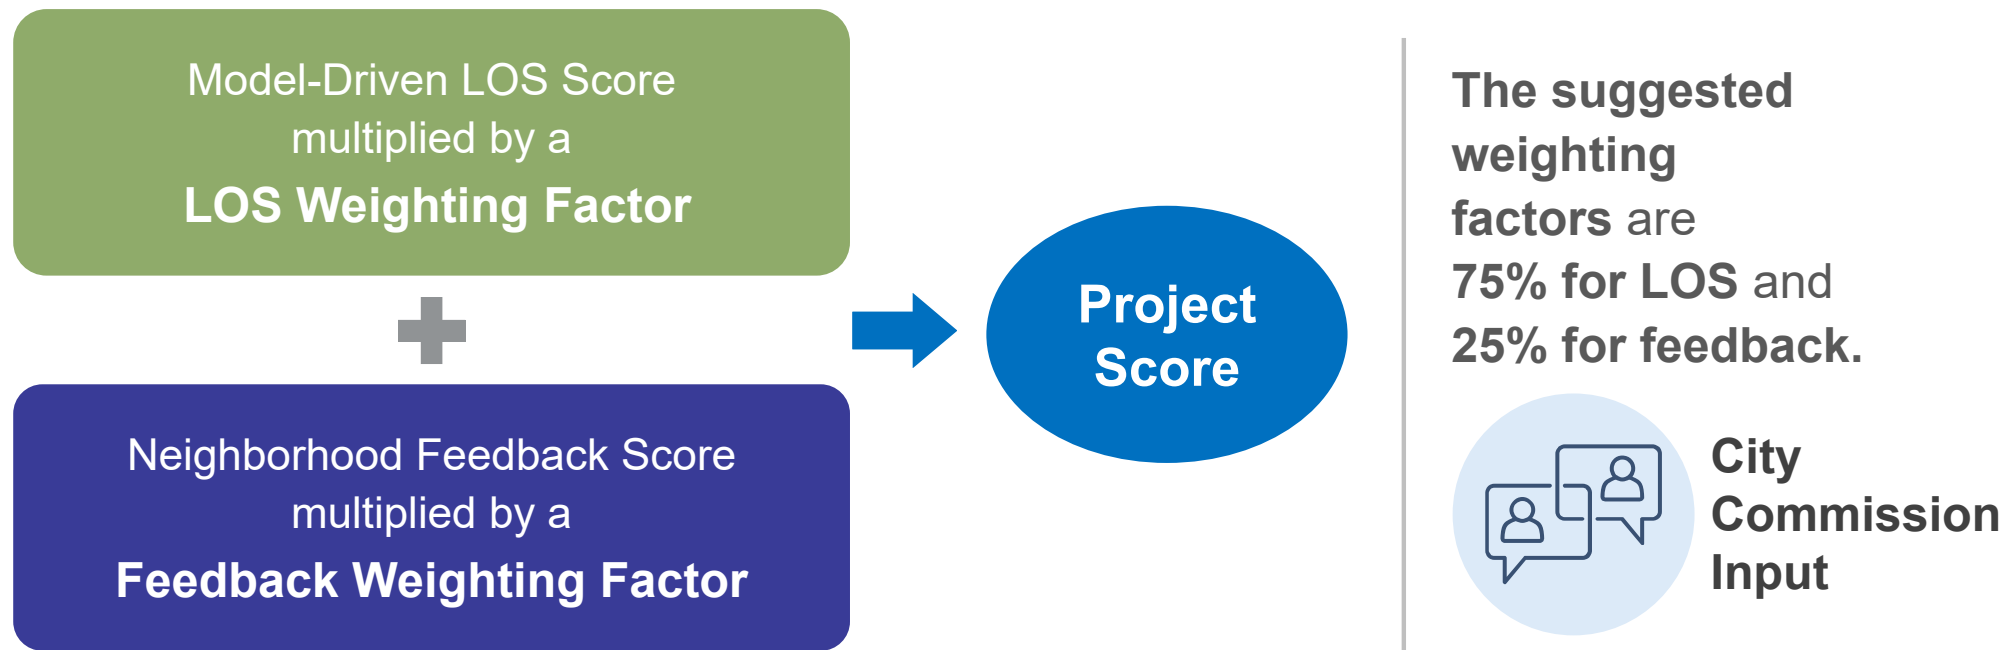 Model-Driven LOS Score
multiplied by a
LOS Weighting Factor
Neighborhood Feedback Score
multiplied by a
Feedback Weighting Factor
Project
Score
The suggested
weighting
factors are
75% for LOS and
25% for feedback.
City
Commission
Input